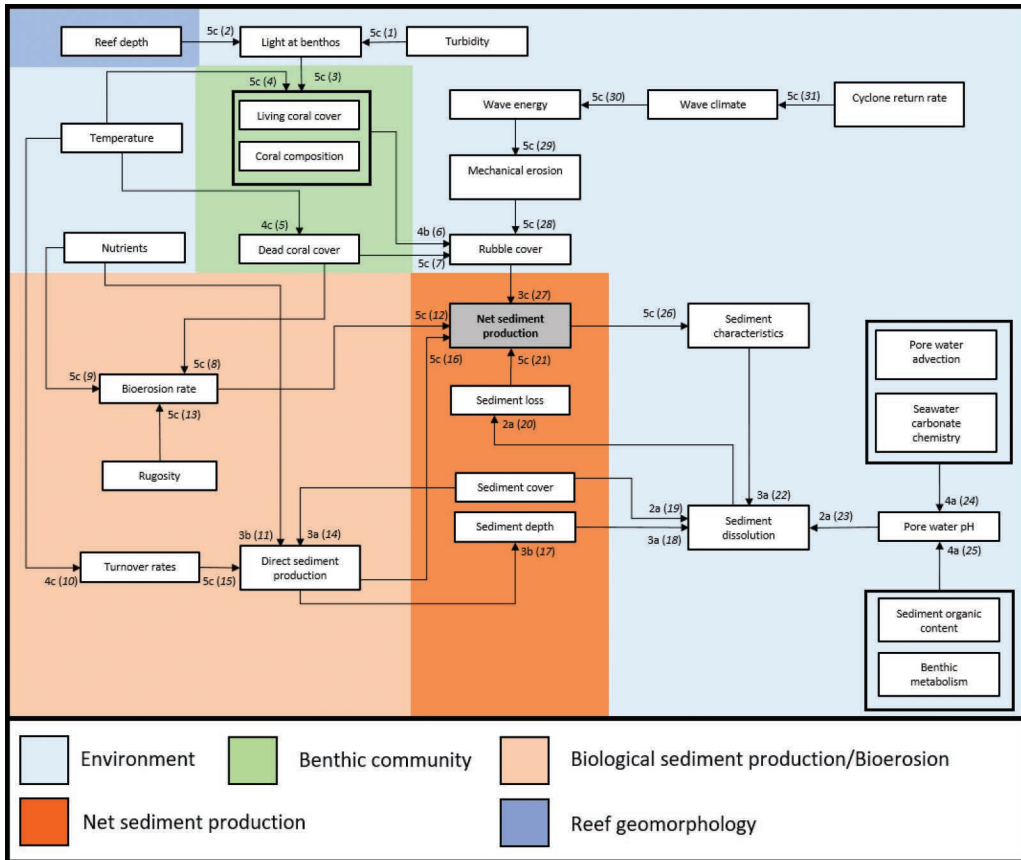 Reef depth
5c (2)
Light at benthos
5c (1)
Turbidity
5c (4)
5c (3)
Living coral cover
Coral composition
Temperature
Wave energy
5c (30)
Wave climate
5c (31)
Cyclone return rate
5c (29)
Mechanical erosion
5c (28)
4c (5)
4b (6)
Nutrients
Dead coral cover
5c (7)
Rubble cover
3c (27)
5c (12)
Net sediment
production
5c (26)
Sediment
characteristics
Pore water
advection
5c (16)
5c (21)
5c (8)
5c (9)
Bioerosion rate
5c (13)
Sediment loss
2a (20)
Seawater
carbonate
chemistry
Rugosity
Sediment cover
3a (22)
4a (24)
2a (19)
Sediment depth
3a (18)
Sediment
dissolution
2a (23)
Pore water pH
3b (11)
3a (14)
3b (17)
4a (25)
Turnover rates
4c (10)
5c (15)
Direct sediment
production
Sediment organic
content
Benthic
metabolism
Environment
Benthic community
Biological sediment production/Bioerosion
Net sediment production
Reef geomorphology